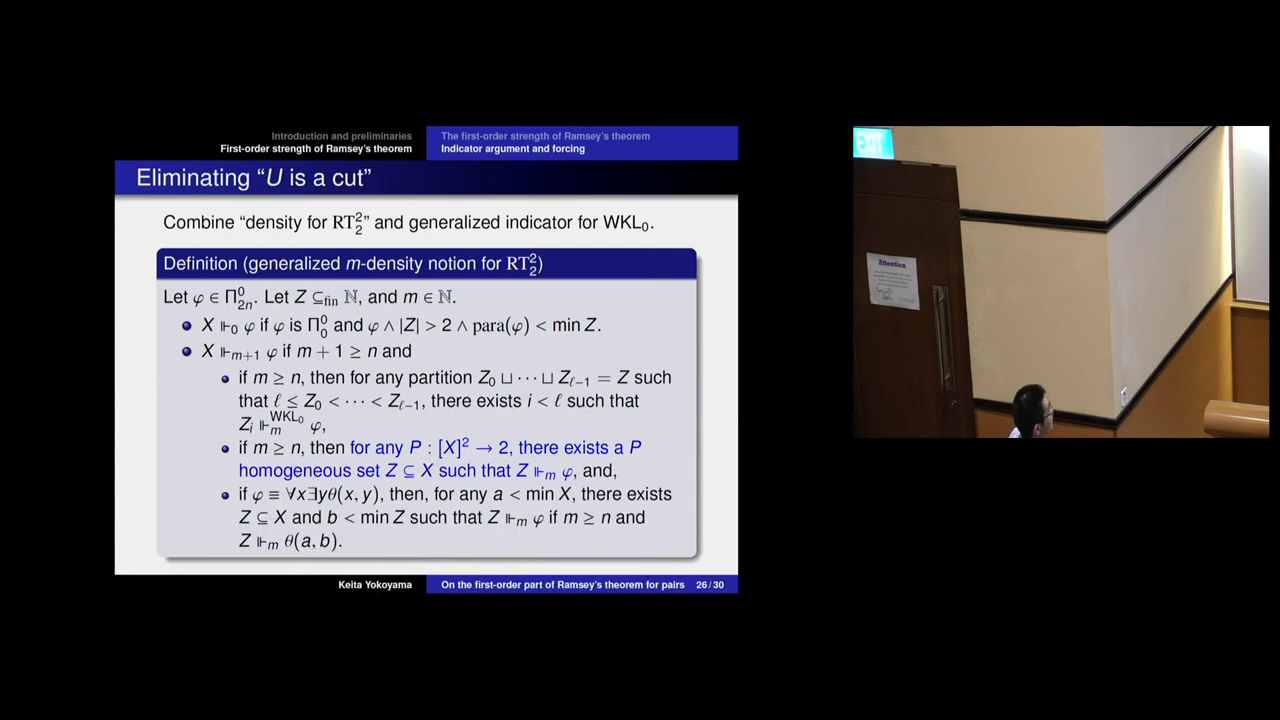 Introduction and preliminaries
First-order strength of Ramsey's theorem
The first-order strength of Ramsey's theorem
Indicator argument and forcing
Eliminating “U is a cut”
Combine “density for RT₂²” and generalized indicator for WKL₀.
Definition (generalized m-density notion for RT₂²)
Let φ ∈ Π⁰₂ₙ. Let Z ⊆fin ℕ, and m ∈ ℕ.
• X ⊩₀ φ if φ is Π⁰₀ and φ ∧ |Z| > 2 ∧ para(φ) < min Z.
• X ⊩ₘ₊₁ φ if m + 1 ≥ n and
• if m ≥ n, then for any partition Z₀ ⊔ ⋯ ⊔ Zℓ₋₁ = Z such
that ℓ ≤ Z₀ < ⋯ < Zℓ₋₁, there exists i < ℓ such that
Zᵢ ⊩ₘ^WKL₀ φ,
• if m ≥ n, then for any P : [X]² → 2, there exists a P
homogeneous set Z ⊆ X such that Z ⊩ₘ φ, and,
• if φ ≡ ∀x∃yθ(x, y), then, for any a < min X, there exists
Z ⊆ X and b < min Z such that Z ⊩ₘ φ if m ≥ n and
Z ⊩ₘ θ(a, b).
Keita Yokoyama
On the first-order part of Ramsey's theorem for pairs 26 / 30
EXIT
Attention